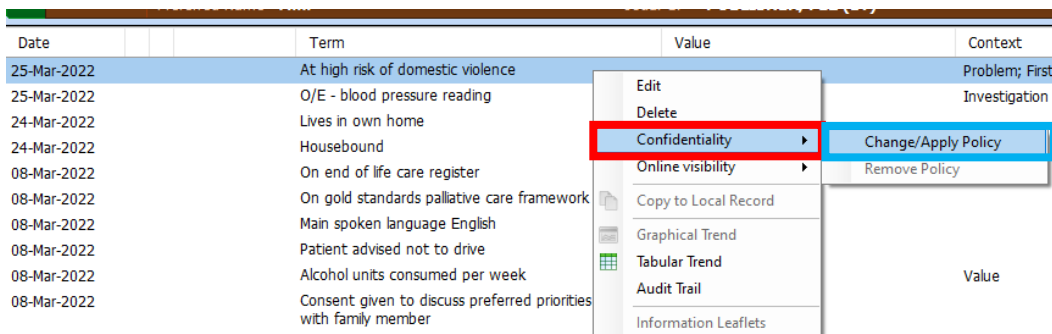 Date Term Value Context
25-Mar-2022 At high risk of domestic violence Problem; First
25-Mar-2022 O/E - blood pressure reading Investigation
24-Mar-2022 Lives in own home
24-Mar-2022 Housebound
08-Mar-2022 On end of life care register
08-Mar-2022 On gold standards palliative care framework
08-Mar-2022 Main spoken language English
08-Mar-2022 Patient advised not to drive
08-Mar-2022 Alcohol units consumed per week Value
08-Mar-2022 Consent given to discuss preferred priorities
with family member
Edit
Delete
Confidentiality
Online visibility
Copy to Local Record
Graphical Trend
Tabular Trend
Audit Trail
Information Leaflets
Change/Apply Policy
Remove Policy